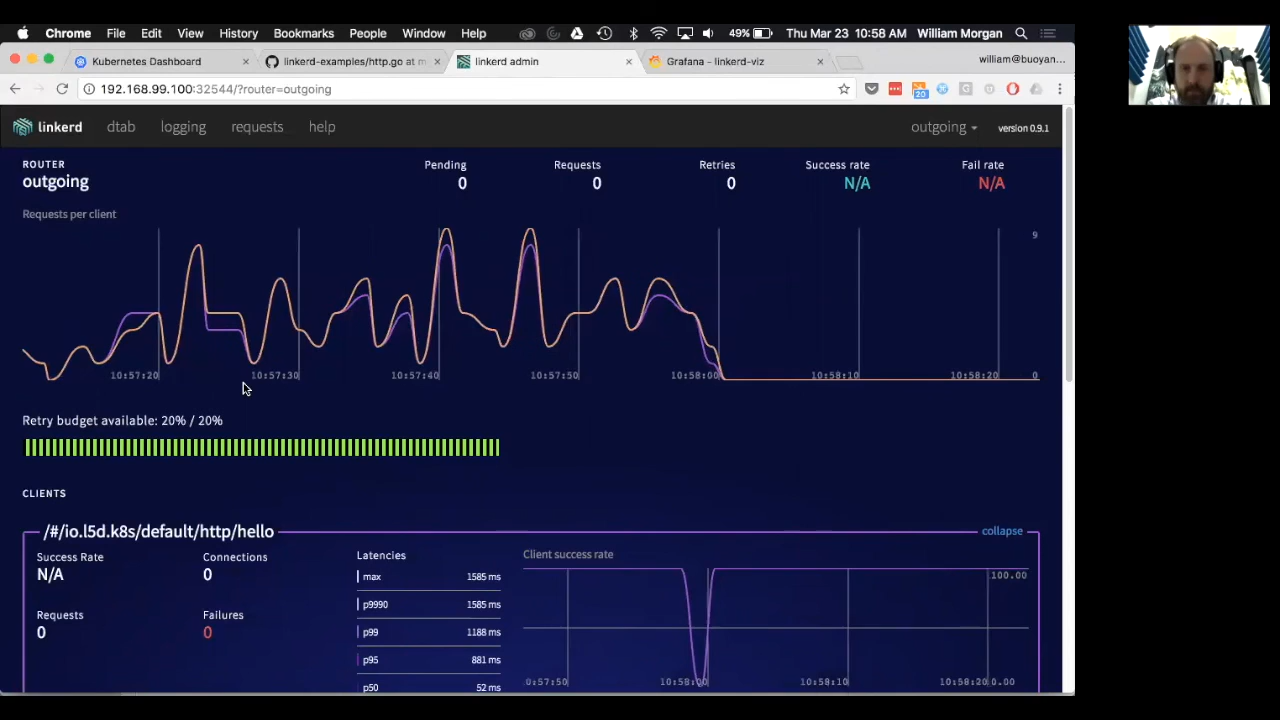 Chrome File Edit View History Bookmarks People Window Help 49% Thu Mar 23 10:58 AM William Morgan
Kubernetes Dashboard × linkerd-examples/http.go at m × linkerd admin × Grafana - linkerd-viz × william@buoyan...
192.168.99.100:32544/?router=outgoing 20
linkerd dtab logging requests help outgoing version 0.9.1
ROUTER Pending Requests Retries Success rate Fail rate
outgoing 0 0 0 N/A N/A
Requests per client
9
10:57:20 10:57:30 10:57:40 10:57:50 10:58:00 10:58:10 10:58:20 0
Retry budget available: 20% / 20%
CLIENTS
/#/io.l5d.k8s/default/http/hello collapse
Success Rate Connections Latencies Client success rate
N/A 0 max 1585 ms 100.00
p9990 1585 ms
Requests Failures
0 0 p99 1188 ms
p95 881 ms
p50 52 ms 0:57:50 10:58:00 10:58:10 10:58:20 0.00